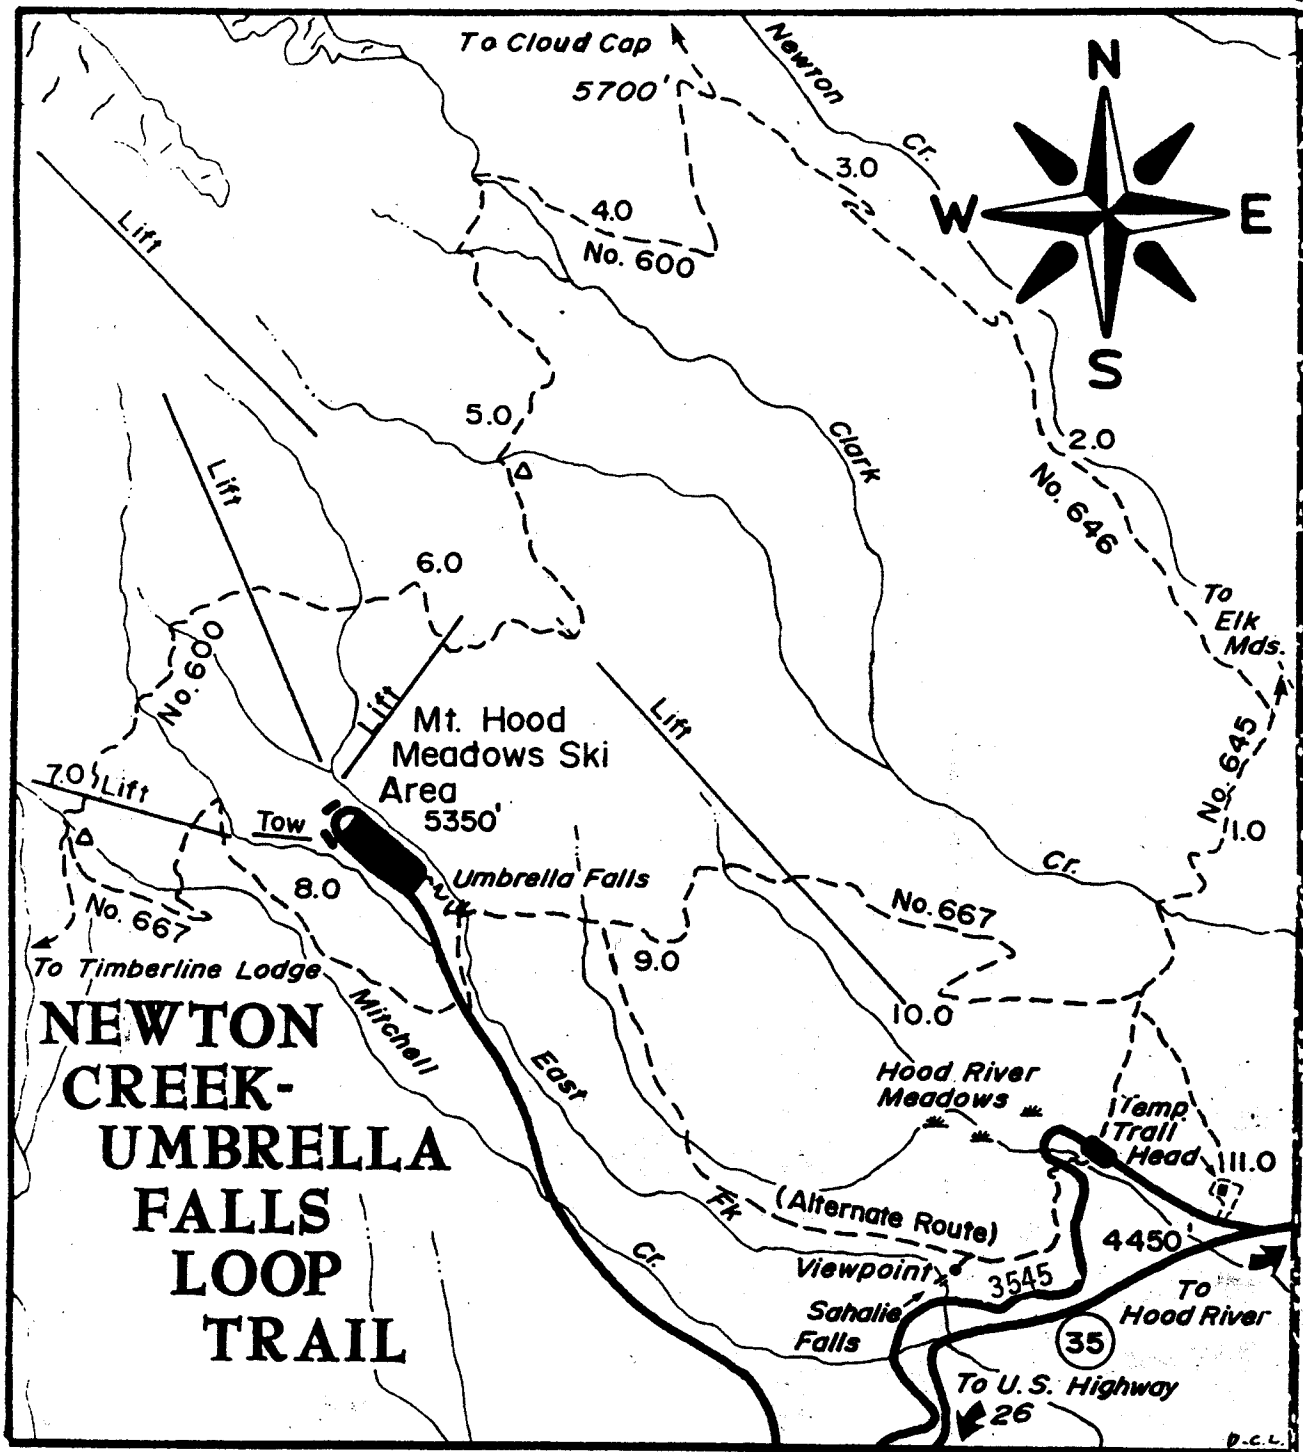 To Cloud Cap
5700'
Newton
Cr.
N
W
E
S
3.0
4.0
No. 600
Lift
5.0
Clark
2.0
No. 646
Lift
6.0
To
Elk
Mds.
No. 600
Lift
Mt. Hood
Meadows Ski
Area
5350'
Lift
No. 645
7.0
Lift
Tow
1.0
Cr.
Umbrella Falls
8.0
No. 667
No. 667
9.0
To Timberline Lodge
10.0
Mitchell
East
Hood River
Meadows
Temp.
Trail
Head
11.0
NEWTON
CREEK-
UMBRELLA
FALLS
LOOP
TRAIL
Fk
(Alternate Route)
4450'
Cr.
Viewpoint
3545
Sahalie
Falls
To
Hood River
35
To U.S. Highway
26
D.C.L.